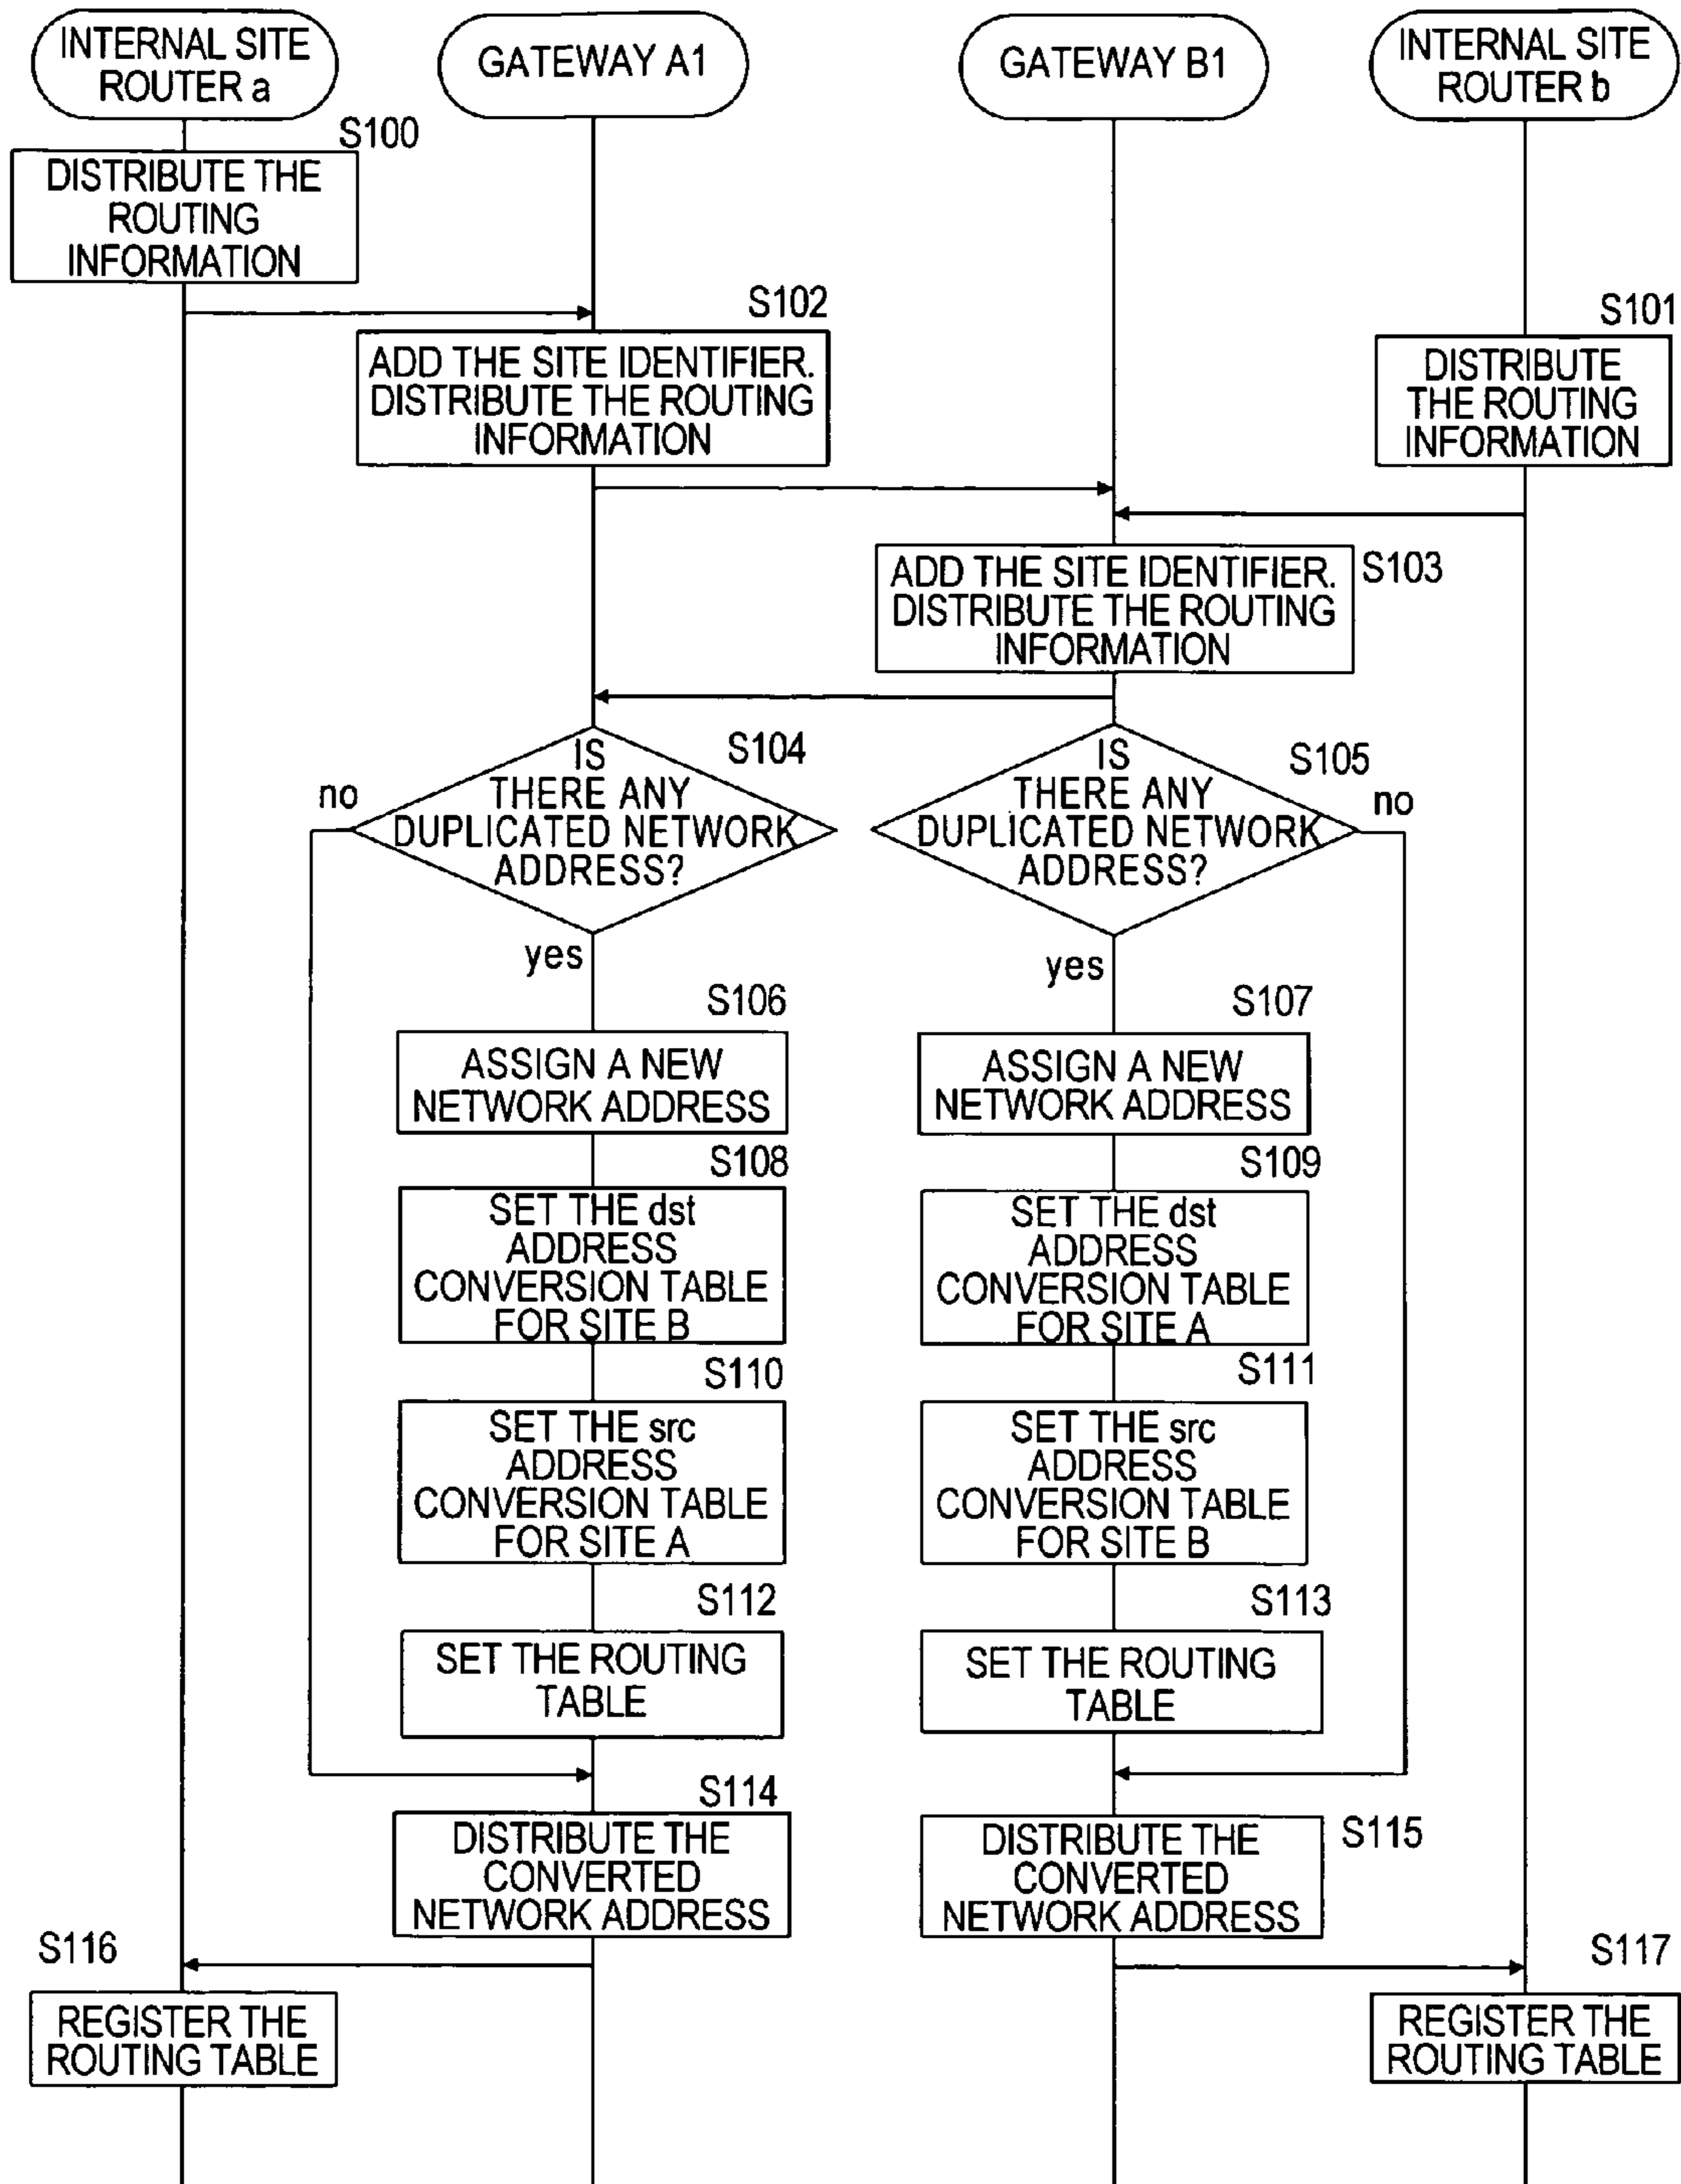 INTERNAL SITE
ROUTER a
GATEWAY A1
GATEWAY B1
INTERNAL SITE
ROUTER b
S100
DISTRIBUTE THE
ROUTING
INFORMATION
S102
ADD THE SITE IDENTIFIER.
DISTRIBUTE THE ROUTING
INFORMATION
S101
DISTRIBUTE
THE ROUTING
INFORMATION
S103
ADD THE SITE IDENTIFIER.
DISTRIBUTE THE ROUTING
INFORMATION
S104
IS
THERE ANY
DUPLICATED NETWORK
ADDRESS?
no
yes
S105
IS
THERE ANY
DUPLICATED NETWORK
ADDRESS?
no
yes
S106
ASSIGN A NEW
NETWORK ADDRESS
S107
ASSIGN A NEW
NETWORK ADDRESS
S108
SET THE dst
ADDRESS
CONVERSION TABLE
FOR SITE B
S109
SET THE dst
ADDRESS
CONVERSION TABLE
FOR SITE A
S110
SET THE src
ADDRESS
CONVERSION TABLE
FOR SITE A
S111
SET THE src
ADDRESS
CONVERSION TABLE
FOR SITE B
S112
SET THE ROUTING
TABLE
S113
SET THE ROUTING
TABLE
S114
DISTRIBUTE THE
CONVERTED
NETWORK ADDRESS
S115
DISTRIBUTE THE
CONVERTED
NETWORK ADDRESS
S116
REGISTER THE
ROUTING TABLE
S117
REGISTER THE
ROUTING TABLE